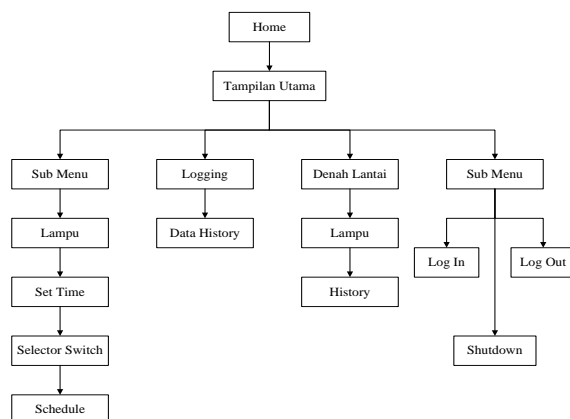 Home
Tampilan Utama
Sub Menu
Logging
Denah Lantai
Sub Menu
Lampu
Data History
Lampu
Log In
Log Out
Set Time
History
Selector Switch
Shutdown
Schedule